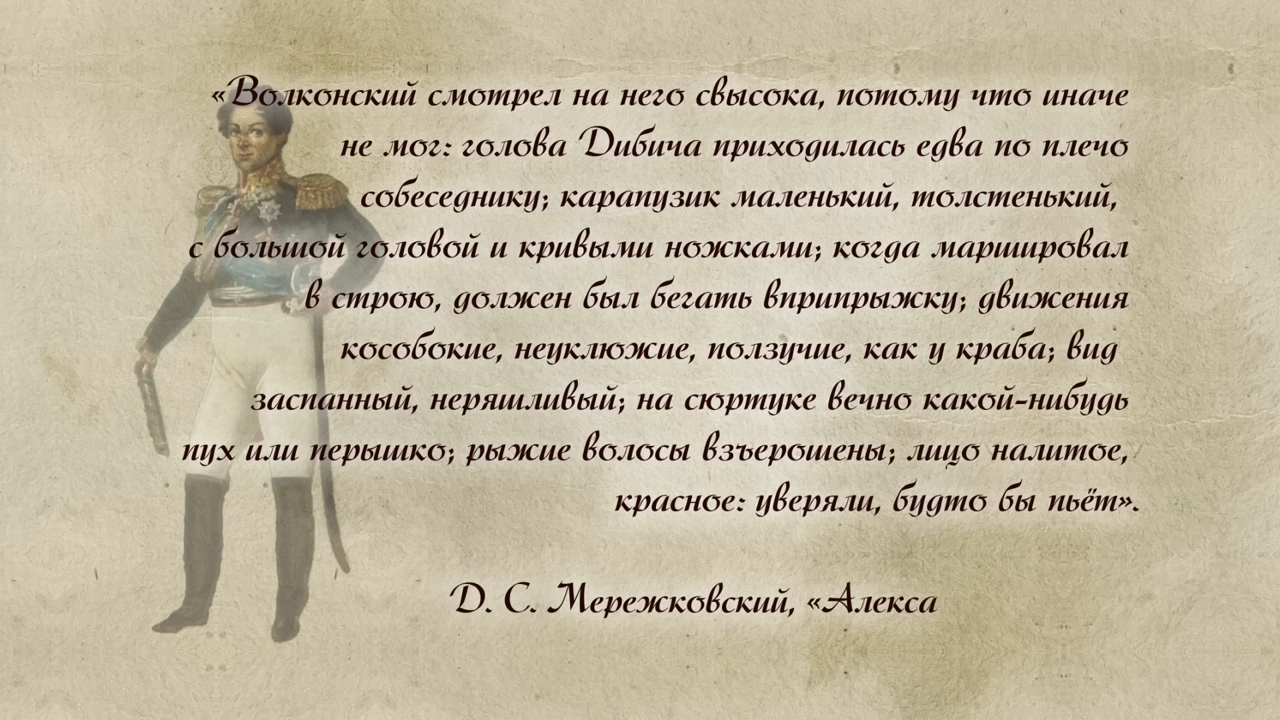 «Волконский смотрел на него свысока, потому что иначе
не мог: голова Дибича приходилась едва по плечо
собеседнику; карапузик маленький, толстенький,
с большой головой и кривыми ножками; когда маршировал
в строю, должен был бегать вприпрыжку; движения
кособокие, неуклюжие, ползучие, как у краба; вид
заспанный, неряшливый; на сюртуке вечно какой-нибудь
пух или перышко; рыжие волосы взъерошены; лицо налитое,
красное: уверяли, будто бы пьёт».
Д. С. Мережковский, «Алекса